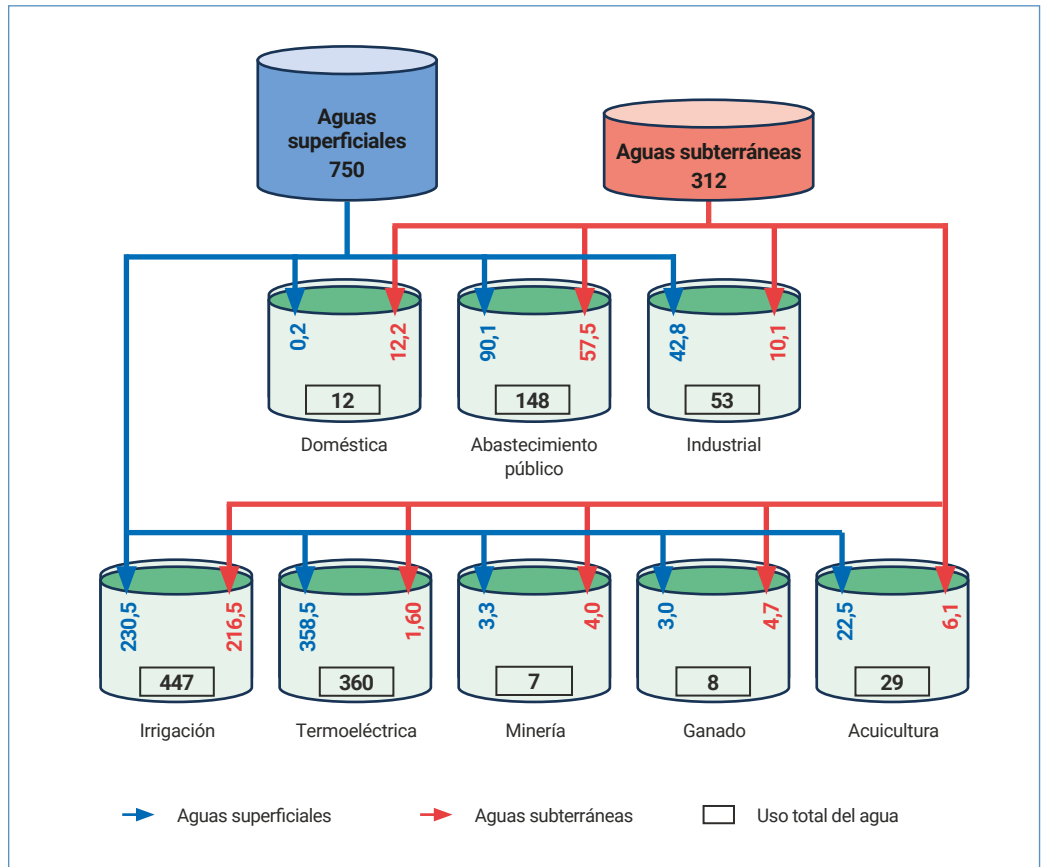 Aguas
superficiales
750
Aguas subterráneas
312
0,2
12,2
12
Doméstica
90,1
57,5
148
Abastecimiento
público
42,8
10,1
53
Industrial
230,5
216,5
447
Irrigación
358,5
1,60
360
Termoeléctrica
3,3
4,0
7
Minería
3,0
4,7
8
Ganado
22,5
6,1
29
Acuicultura
Aguas superficiales
Aguas subterráneas
Uso total del agua